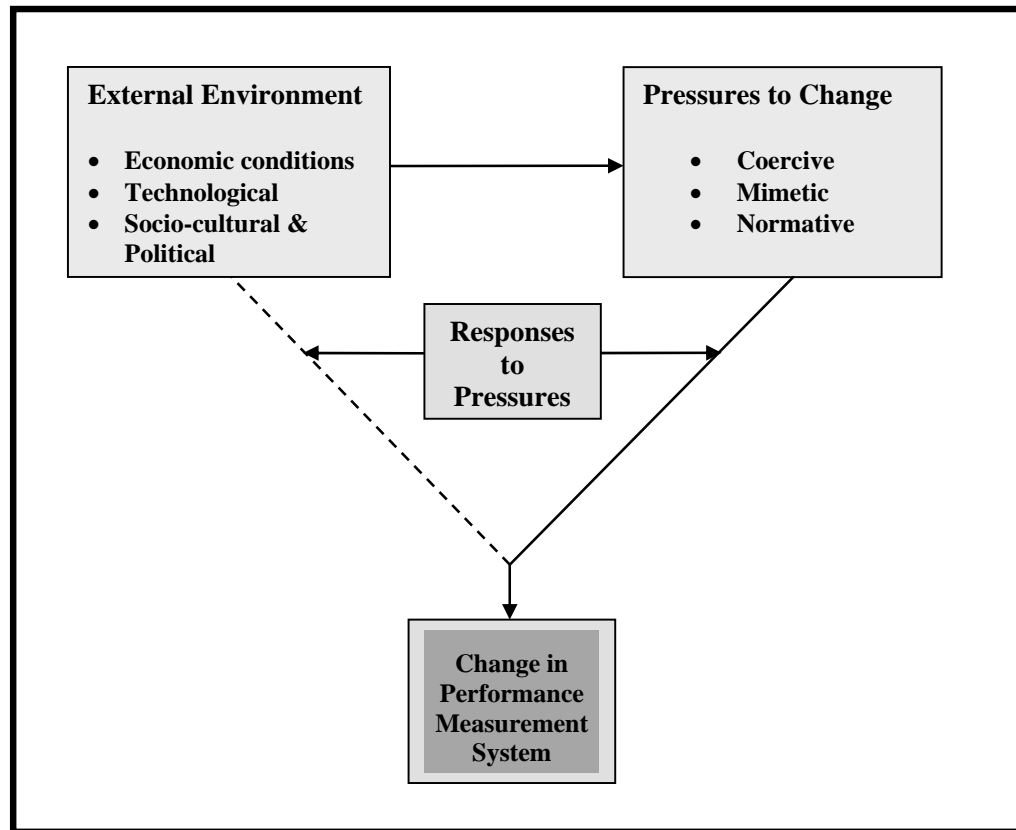 External Environment
• Economic conditions
• Technological
• Socio-cultural &
Political
Pressures to Change
• Coercive
• Mimetic
• Normative
Responses
to
Pressures
Change in
Performance
Measurement
System